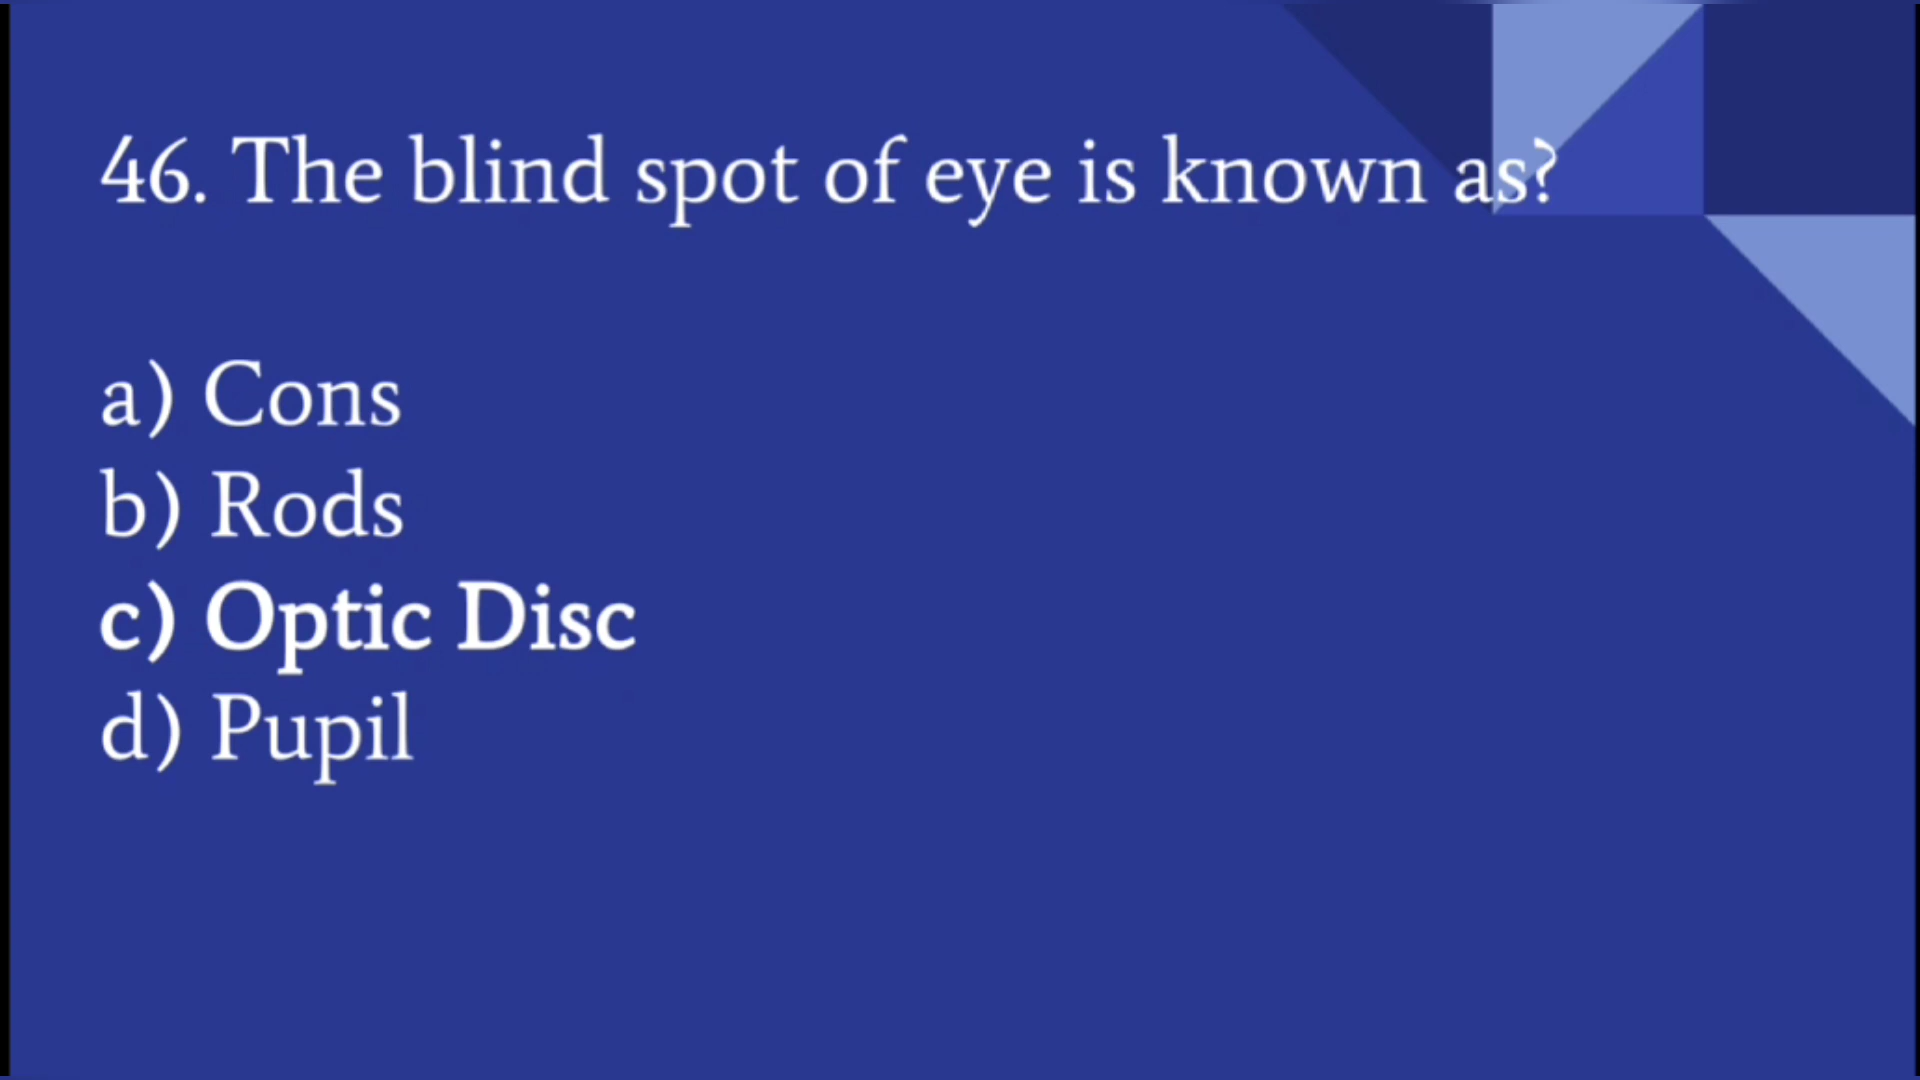 46. The blind spot of eye is known as?
a) Cons
b) Rods
c) Optic Disc
d) Pupil